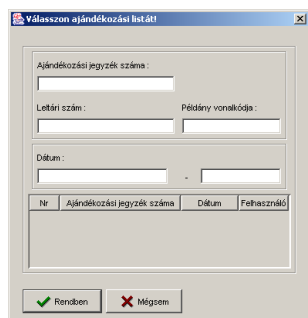 Válasszon ajándékozási listát!
Ajándékozási jegyzék száma :
Leltári szám : Példány vonalkódja :
Dátum :
-
Nr Ajándékozási jegyzék száma Dátum Felhasználó
Rendben Mégsem